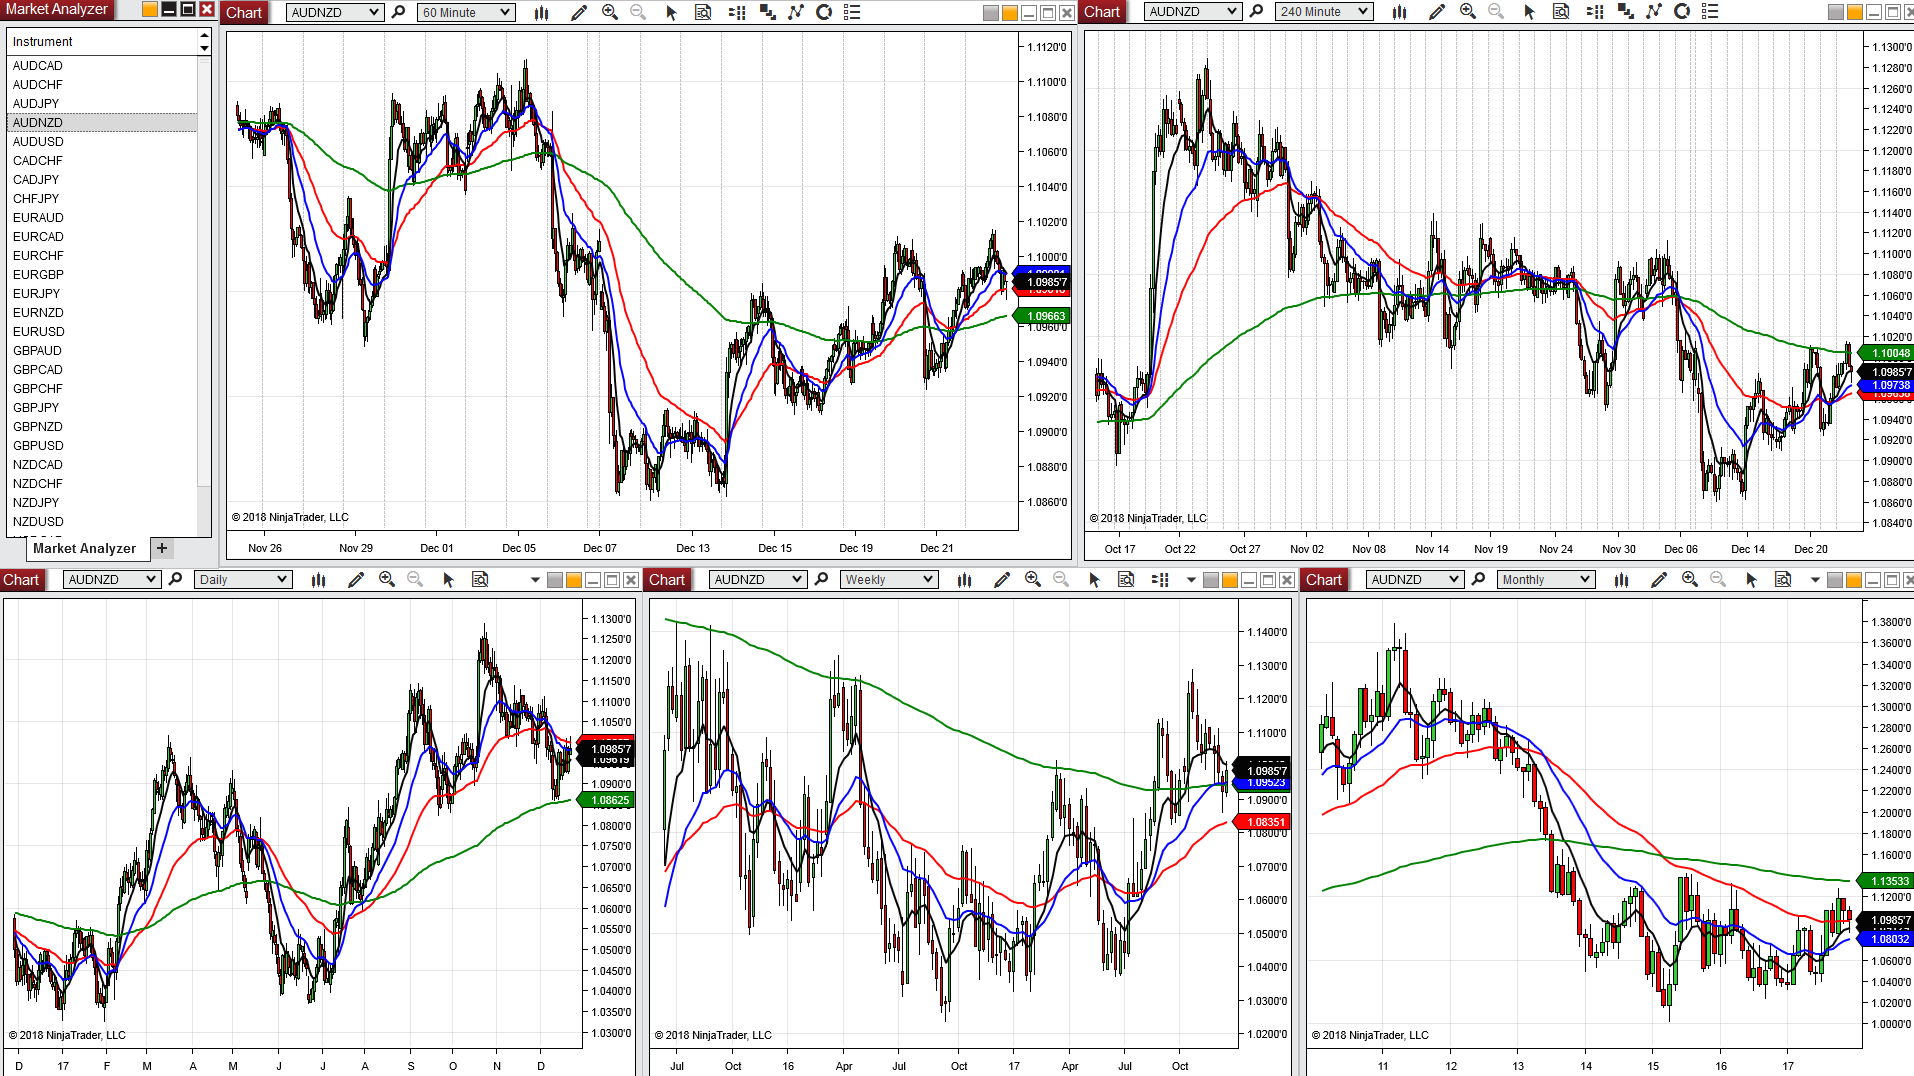 Market Analyzer
Instrument
AUDCAD
AUDCHF
AUDJPY
AUDNZD
AUDUSD
CADCHF
CADJPY
CHFJPY
EURAUD
EURCAD
EURCHF
EURGBP
EURJPY
EURNZD
EURUSD
GBPAUD
GBPCAD
GBPCHF
GBPJPY
GBPNZD
GBPUSD
NZDCAD
NZDCHF
NZDJPY
NZDUSD
Market Analyzer +
Chart AUDNZD 60 Minute
1.1120'0
1.1100'0
1.1080'0
1.1060'0
1.1040'0
1.1020'0
1.1000'0
1.0985'7
1.09663
1.0960'0
1.0940'0
1.0920'0
1.0900'0
1.0880'0
1.0860'0
© 2018 NinjaTrader, LLC
Nov 26 Nov 29 Dec 01 Dec 05 Dec 07 Dec 13 Dec 15 Dec 19 Dec 21
Chart AUDNZD 240 Minute
1.1300'0
1.1280'0
1.1260'0
1.1240'0
1.1220'0
1.1200'0
1.1180'0
1.1160'0
1.1140'0
1.1120'0
1.1100'0
1.1080'0
1.1060'0
1.1040'0
1.1020'0
1.10048
1.0985'7
1.09738
1.0940'0
1.0920'0
1.0900'0
1.0880'0
1.0860'0
1.0840'0
© 2018 NinjaTrader, LLC
Oct 17 Oct 22 Oct 27 Nov 02 Nov 08 Nov 14 Nov 19 Nov 24 Nov 30 Dec 06 Dec 14 Dec 20
Chart AUDNZD Daily
1.1300'0
1.1250'0
1.1200'0
1.1150'0
1.1100'0
1.1050'0
1.0985'7
1.09619
1.0900'0
1.08625
1.0800'0
1.0750'0
1.0700'0
1.0650'0
1.0600'0
1.0550'0
1.0500'0
1.0450'0
1.0400'0
1.0350'0
1.0300'0
© 2018 NinjaTrader, LLC
D 17 F M A M J J A S O N D
Chart AUDNZD Weekly
1.1400'0
1.1300'0
1.1200'0
1.1100'0
1.0985'7
1.09523
1.0900'0
1.08351
1.0800'0
1.0700'0
1.0600'0
1.0500'0
1.0400'0
1.0300'0
1.0200'0
© 2018 NinjaTrader, LLC
Jul Oct 16 Apr Jul Oct 17 Apr Jul Oct
Chart AUDNZD Monthly
1.3800'0
1.3600'0
1.3400'0
1.3200'0
1.3000'0
1.2800'0
1.2600'0
1.2400'0
1.2200'0
1.2000'0
1.1800'0
1.1600'0
1.13533
1.1200'0
1.0985'7
1.08032
1.0600'0
1.0400'0
1.0200'0
1.0000'0
© 2018 NinjaTrader, LLC
11 12 13 14 15 16 17